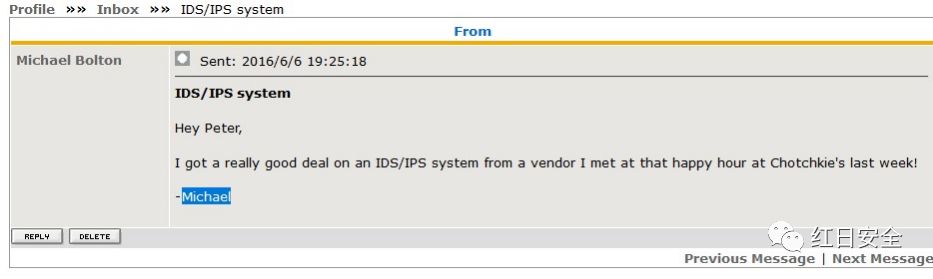 Profile »» Inbox »» IDS/IPS system
From
Michael Bolton
Sent: 2016/6/6 19:25:18
IDS/IPS system
Hey Peter,
I got a really good deal on an IDS/IPS system from a vendor I met at that happy hour at Chotchkie's last week!
-Michael
REPLY DELETE
红日安全
Previous Message | Next Message